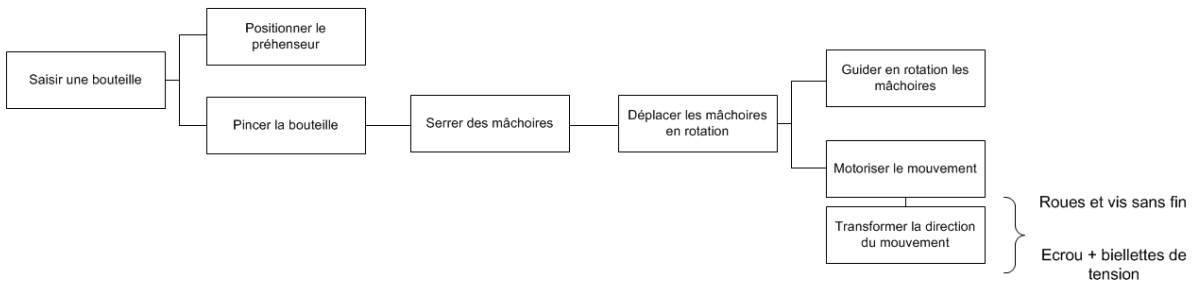 Saisir une bouteille
Positionner le
préhenseur
Pincer la bouteille
Serrer des mâchoires
Déplacer les mâchoires
en rotation
Guider en rotation les
mâchoires
Motoriser le mouvement
Transformer la direction
du mouvement
Roues et vis sans fin
Ecrou + biellettes de
tension